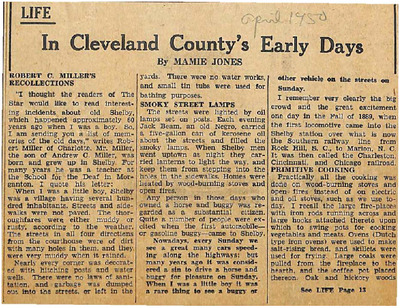 LIFE
April 1950
In Cleveland County's Early Days
By MAMIE JONES
ROBERT C. MILLER'S
RECOLLECTIONS
"I thought the readers of The
Star would like to read interest-
ing incidents about old Shelby,
which happened approximately 60
years ago when I was a boy. So,
I am sending you a list of mem-
ories of the old days," writes Rob-
ert Miller of Charlotte. Mr. Miller,
the son of Andrew C. Miller, was
born and grew up in Shelby. For
many years he was a teacher at
the School for the Deaf in Mor-
ganton. I quote his letter:
When I was a little boy, Shelby
was a village having several hun-
dred inhabitants. Streets and side-
walks were not paved. The thor-
oughfares were either muddy or
rusty, according to the weather.
The streets in all four directions
from the courthouse were of dirt
with many holes in them, and they
were very muddy when it rained.
Nearly every corner was decorat-
ed with hitching posts and water
wells. There were no laws of sani-
tation, and garbage was dumped
out into the streets, or left in the
yards. There were no water works,
and small tin tubs were used for
bathing purposes.
SMOKY STREET LAMPS
The streets were lighted by oil
lamps set on posts. Each evening
Jack Beam, an old Negro, carried
a five-gallon can of kerosene oil
about the streets and filled the
smoky lamps. When Shelby men
went uptown at night they car-
ried lanterns to light the way, and
keep them from stepping into the
holes in the sidewalks. Homes were
heated by wood-burning stoves and
open fires.
Any person in those days who
owned a horse and buggy was re-
garded as a substantial citizen.
Quite a number of people were ex-
cited when the first automobile—
or gasoline buggy—came to Shelby.
Nowadays, every Sunday we
see a great many cars speed-
ing along the highways: but
many years ago it was consid-
ered a sin to drive a horse and
buggy for pleasure on Sunday.
When I was a little boy it was
a rare thing to see a buggy or
other vehicle on the streets on
Sunday.
I remember very clearly the big
crowd and the great excitement
one day in the Fall of 1889, when
the first locomotive came into the
Shelby station over what is now
the Southern railway line from
Rock Hill, S. C., to Marion, N. C.
It was then called the Charleston,
Cincinnati, and Chicago railroad
PRIMITIVE COOKING
Practically all the cooking was
done on wood-burning stoves and
open fires instead of on electric
and oil stoves, such as we use to-
day. I recall the large fire-place
with iron rods running across and
large hooks attached thereto upon
which to swing pots for cooking
vegetables and meats. Ovens (Dutch
type iron ovens) were used to make
salt-rising bread, and skillets were
used for frying. Large coals were
pulled from the fireplace to the
hearth, and the iron pot placed
thereon. Oak and hickory woods
See LIFE Page 13